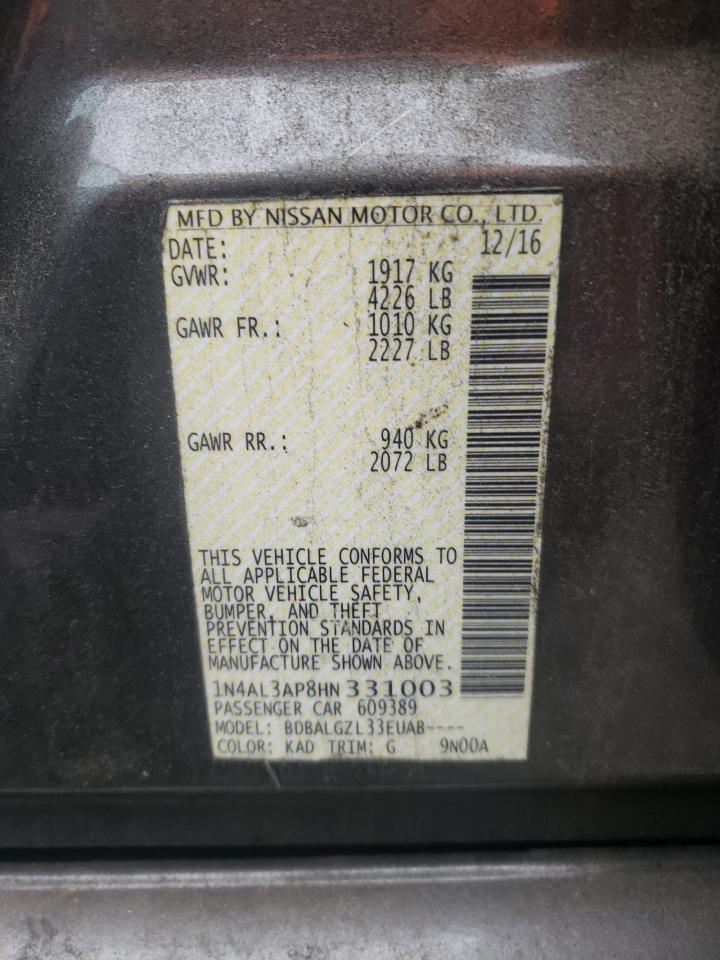 MFD BY NISSAN MOTOR CO., LTD.
DATE: 12/16
GVWR: 1917 KG
4226 LB
GAWR FR.: 1010 KG
2227 LB
GAWR RR.: 940 KG
2072 LB
THIS VEHICLE CONFORMS TO
ALL APPLICABLE FEDERAL
MOTOR VEHICLE SAFETY,
BUMPER, AND THEFT
PREVENTION STANDARDS IN
EFFECT ON THE DATE OF
MANUFACTURE SHOWN ABOVE.
1N4AL3AP8HN 331003
PASSENGER CAR 609389
MODEL: BDBALGZL33EUAB----
COLOR: KAD TRIM: G 9N00A